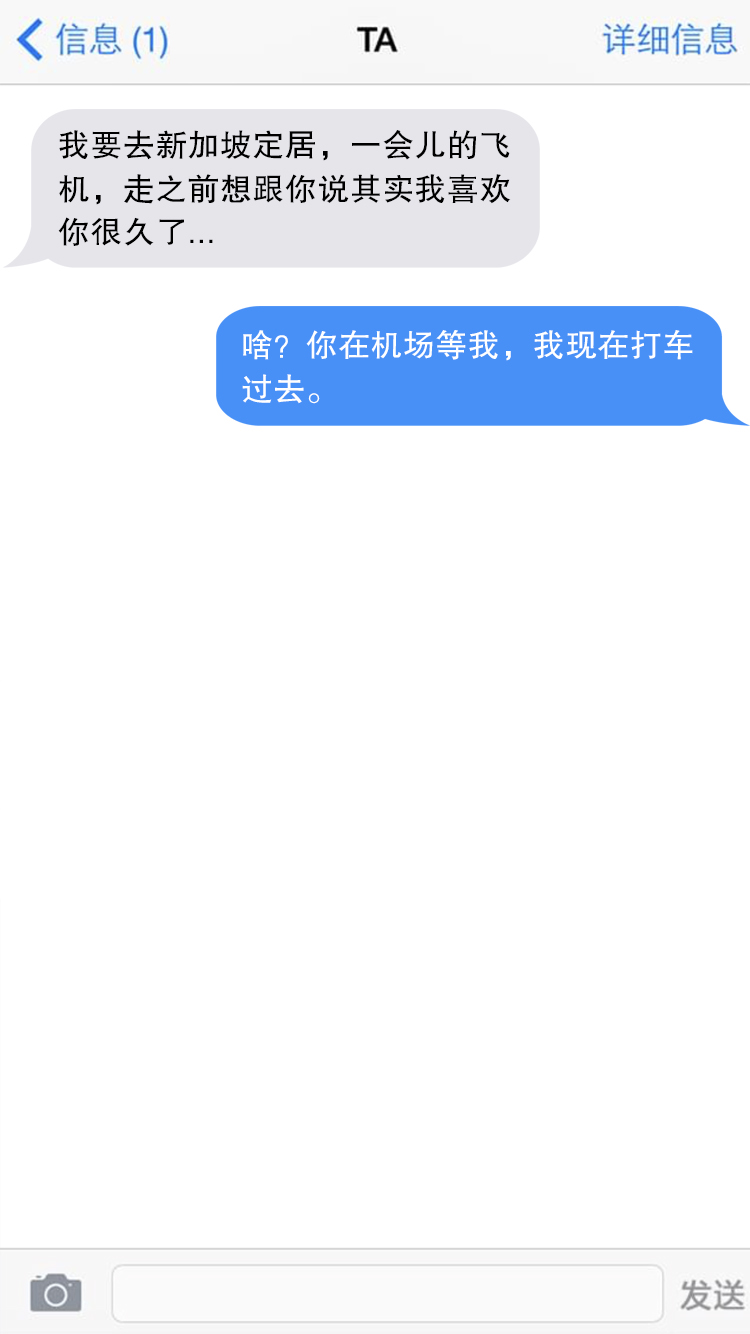 信息 (1)
TA
详细信息
我要去新加坡定居，一会儿的飞
机，走之前想跟你说其实我喜欢
你很久了...
啥？你在机场等我，我现在打车
过去。
发送